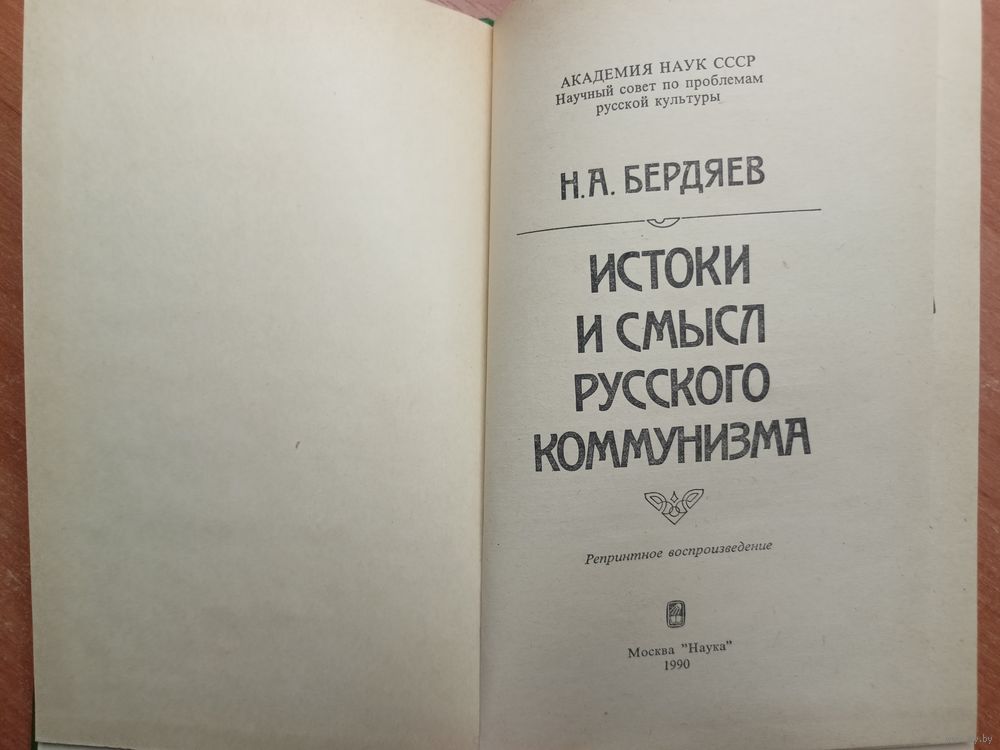 АКАДЕМИЯ НАУК СССР
Научный совет по проблемам
русской культуры
Н.А. БЕРДЯЕВ
ИСТОКИ
И СМЫСЛ
РУССКОГО
КОММУНИЗМА
Репринтное воспроизведение
Москва "Наука"
1990